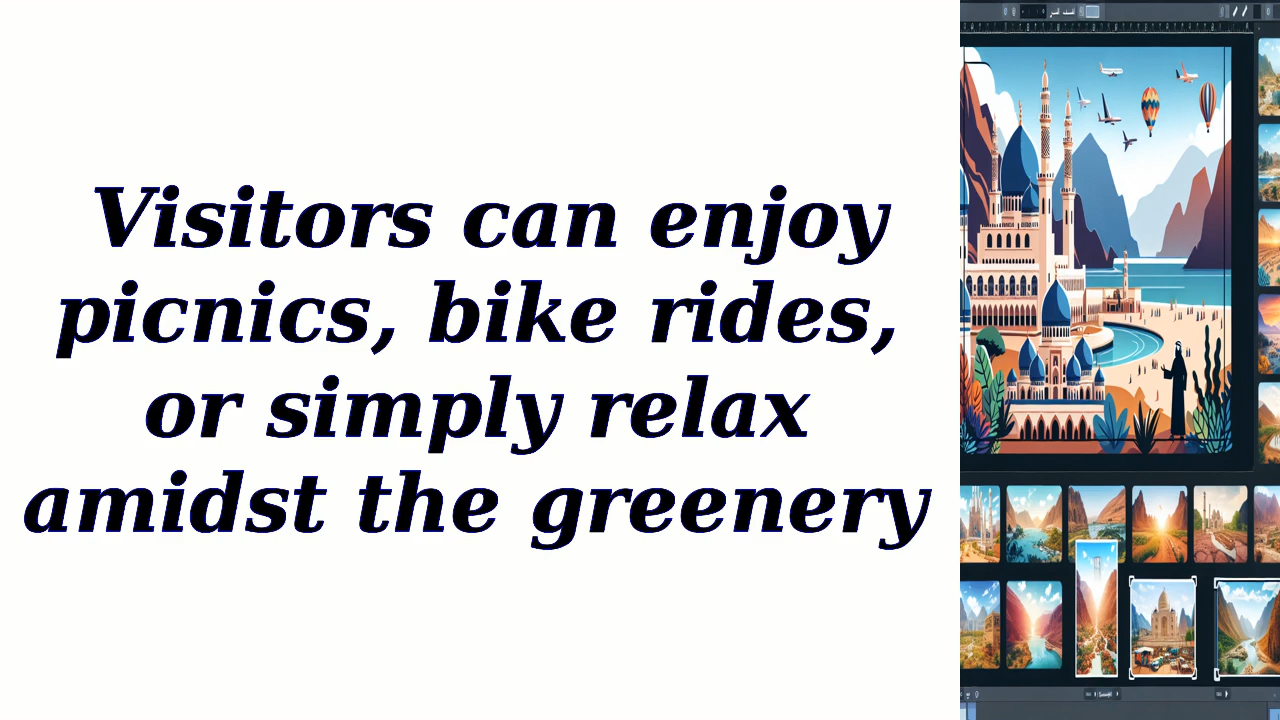 Visitors can enjoy
picnics, bike rides,
or simply relax
amidst the greenery